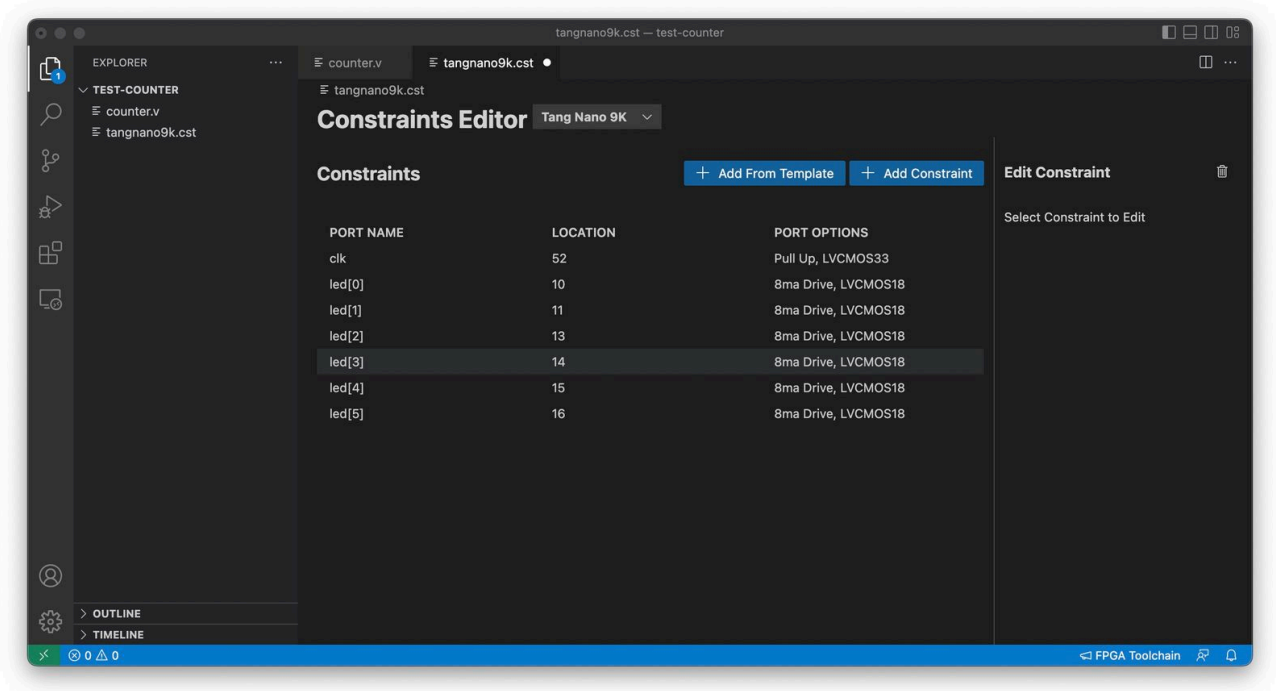 tangnano9k.cst — test-counter
EXPLORER
counter.v
tangnano9k.cst
1
TEST-COUNTER
counter.v
tangnano9k.cst
tangnano9k.cst
Constraints Editor
Tang Nano 9K
Constraints
Add From Template
Add Constraint
Edit Constraint
Select Constraint to Edit
PORT NAME LOCATION PORT OPTIONS
clk 52 Pull Up, LVCMOS33
led[0] 10 8ma Drive, LVCMOS18
led[1] 11 8ma Drive, LVCMOS18
led[2] 13 8ma Drive, LVCMOS18
led[3] 14 8ma Drive, LVCMOS18
led[4] 15 8ma Drive, LVCMOS18
led[5] 16 8ma Drive, LVCMOS18
OUTLINE
TIMELINE
0 0
FPGA Toolchain